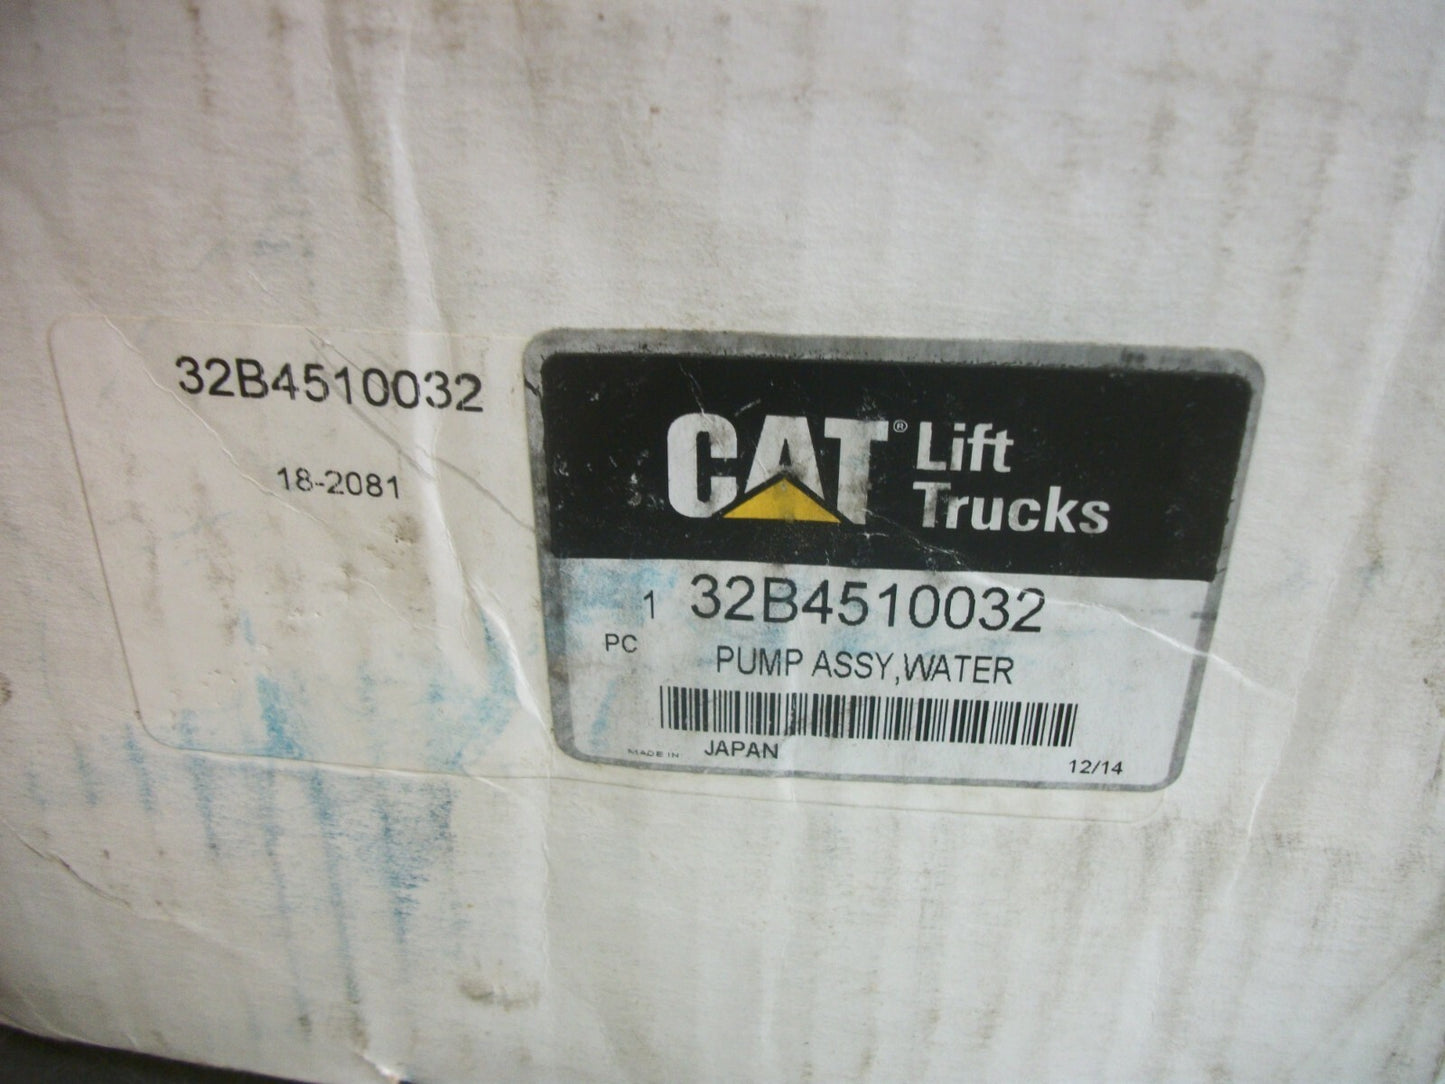 32B4510032
18-2081
CAT® Lift
Trucks
1 32B4510032
PC
PUMP ASSY,WATER
MADE IN JAPAN
12/14